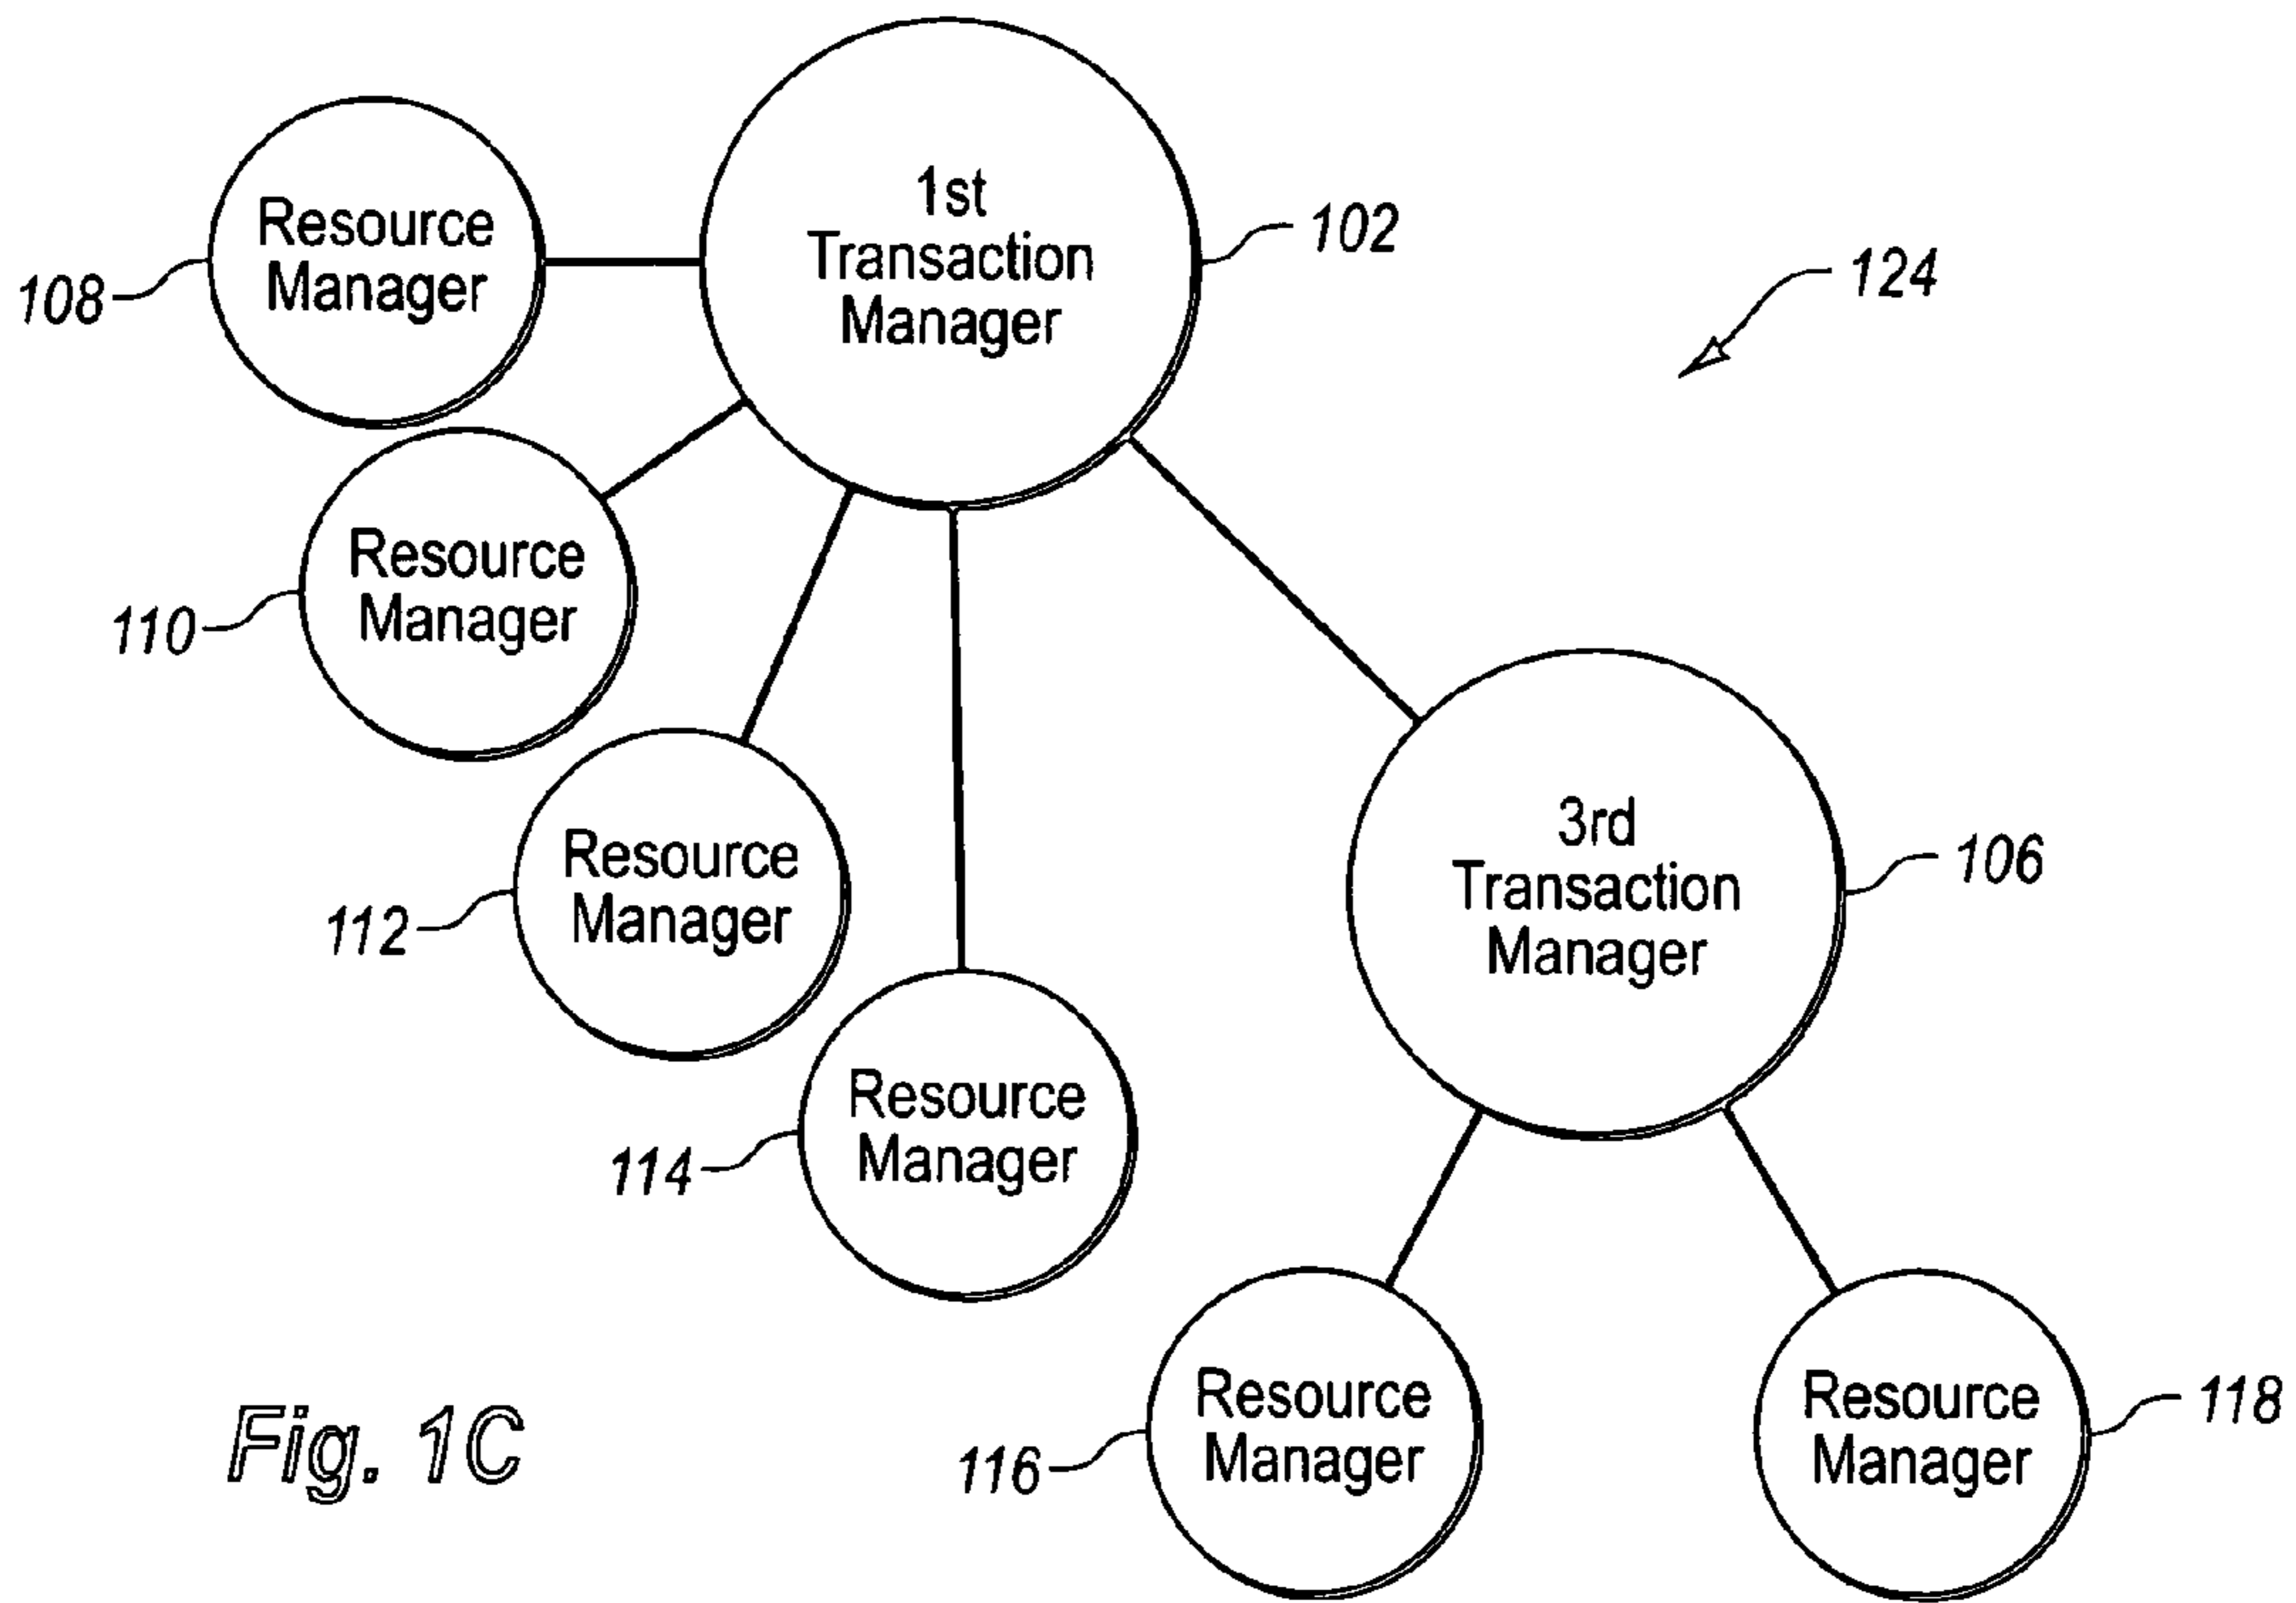 1st
Transaction
Manager
102
124
Resource
Manager
108
Resource
Manager
110
Resource
Manager
112
3rd
Transaction
Manager
106
Resource
Manager
114
Resource
Manager
116
Resource
Manager
118
Fig. 1C